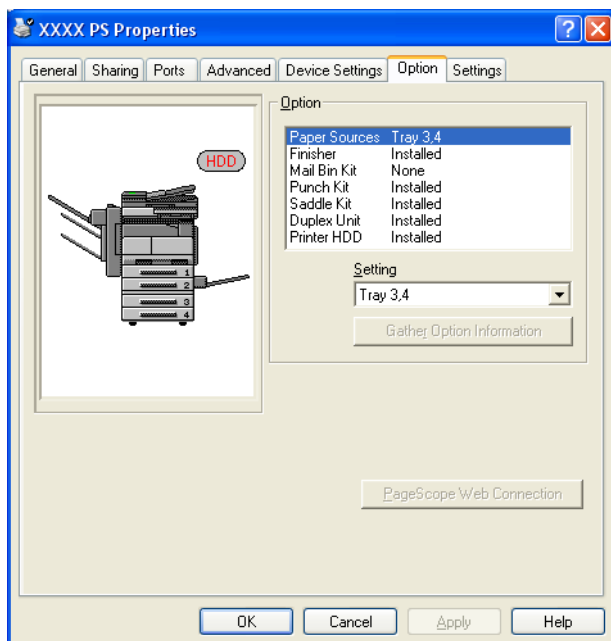 XXXX PS Properties
General Sharing Ports Advanced Device Settings Option Settings
HDD
1
2
3
4
Option
Paper Sources Tray 3,4
Finisher Installed
Mail Bin Kit None
Punch Kit Installed
Saddle Kit Installed
Duplex Unit Installed
Printer HDD Installed
Setting
Tray 3,4
Gather Option Information
PageScope Web Connection
OK Cancel Apply Help